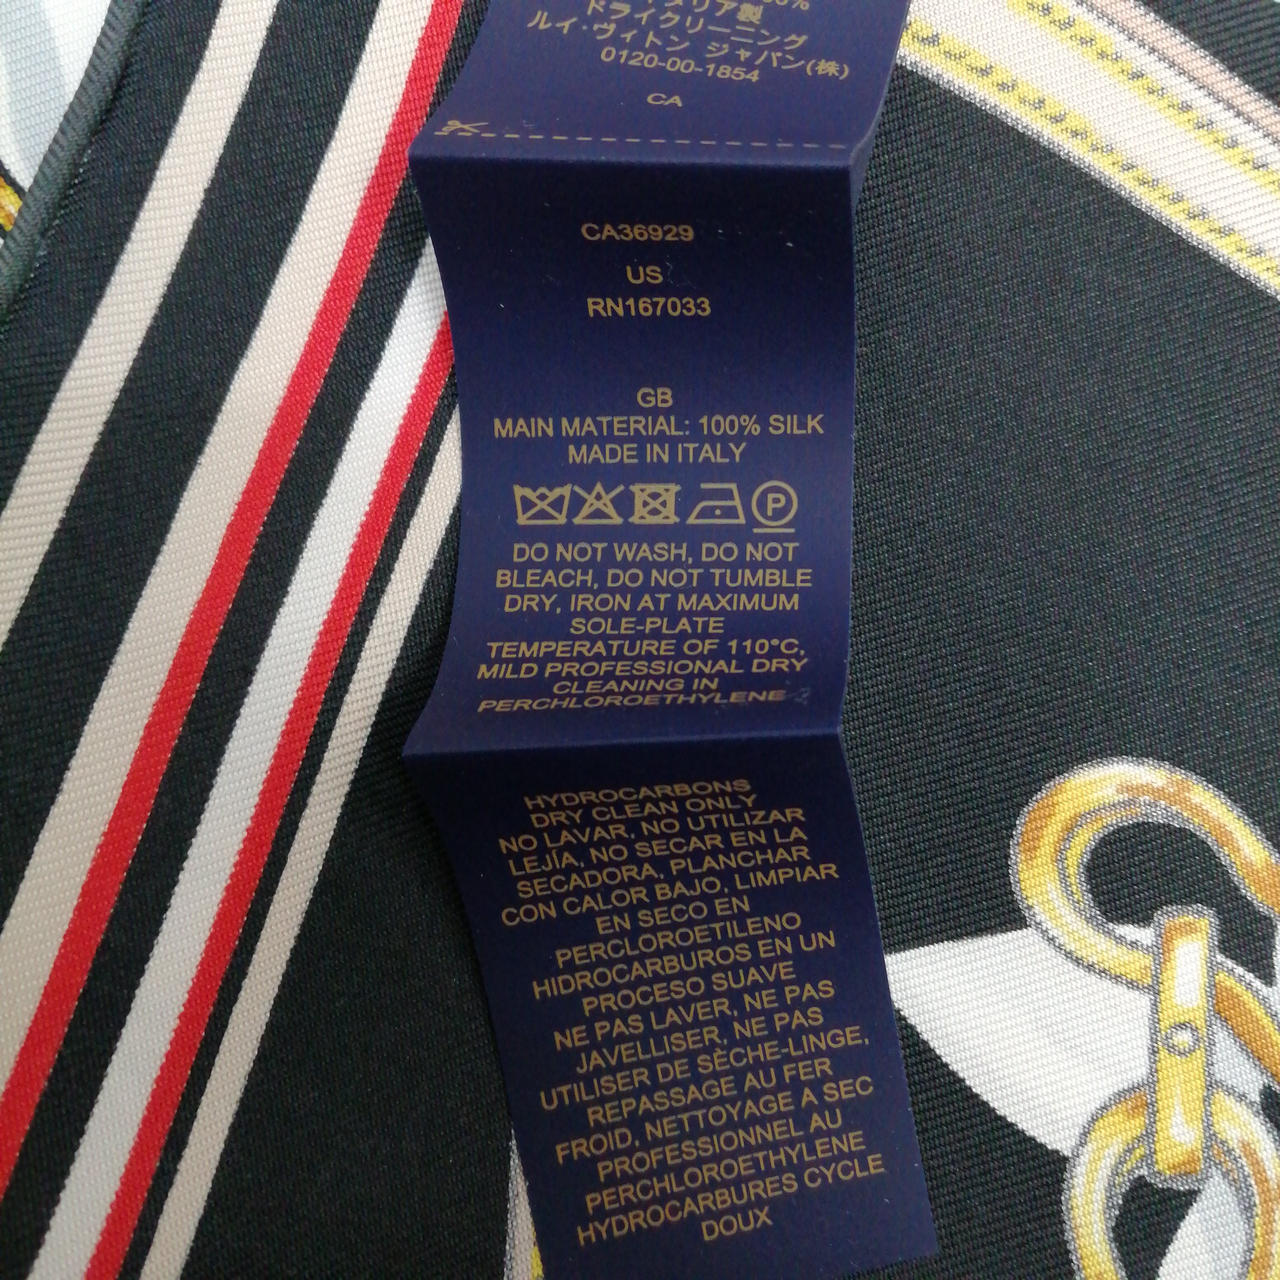 イタリア製
ドライクリーニング
ルイ・ヴィトン ジャパン(株)
0120-00-1854
CA
CA36929
US
RN167033
GB
MAIN MATERIAL: 100% SILK
MADE IN ITALY
P
DO NOT WASH, DO NOT
BLEACH, DO NOT TUMBLE
DRY, IRON AT MAXIMUM
SOLE-PLATE
TEMPERATURE OF 110°C,
MILD PROFESSIONAL DRY
CLEANING IN
PERCHLOROETHYLENE
HYDROCARBONS
DRY CLEAN ONLY
NO LAVAR, NO UTILIZAR
LEJÍA, NO SECAR EN LA
SECADORA, PLANCHAR
CON CALOR BAJO, LIMPIAR
EN SECO EN
PERCLOROETILENO
HIDROCARBUROS EN UN
PROCESO SUAVE
NE PAS LAVER, NE PAS
JAVELLISER, NE PAS
UTILISER DE SÈCHE-LINGE,
REPASSAGE AU FER
FROID, NETTOYAGE A SEC
PROFESSIONNEL AU
PERCHLOROETHYLENE
HYDROCARBURES CYCLE
DOUX